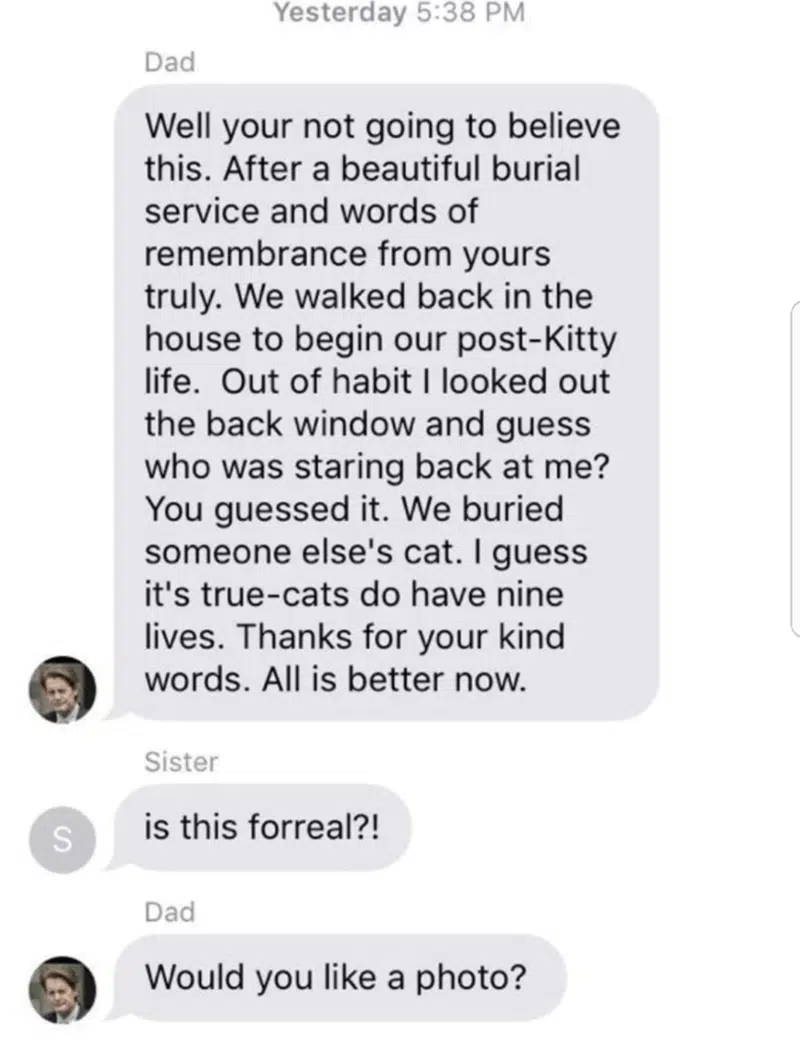 Yesterday 5:38 PM
Dad
Well your not going to believe
this. After a beautiful burial
service and words of
remembrance from yours
truly. We walked back in the
house to begin our post-Kitty
life.  Out of habit I looked out
the back window and guess
who was staring back at me?
You guessed it. We buried
someone else's cat. I guess
it's true-cats do have nine
lives. Thanks for your kind
words. All is better now.
Sister
S
is this forreal?!
Dad
Would you like a photo?